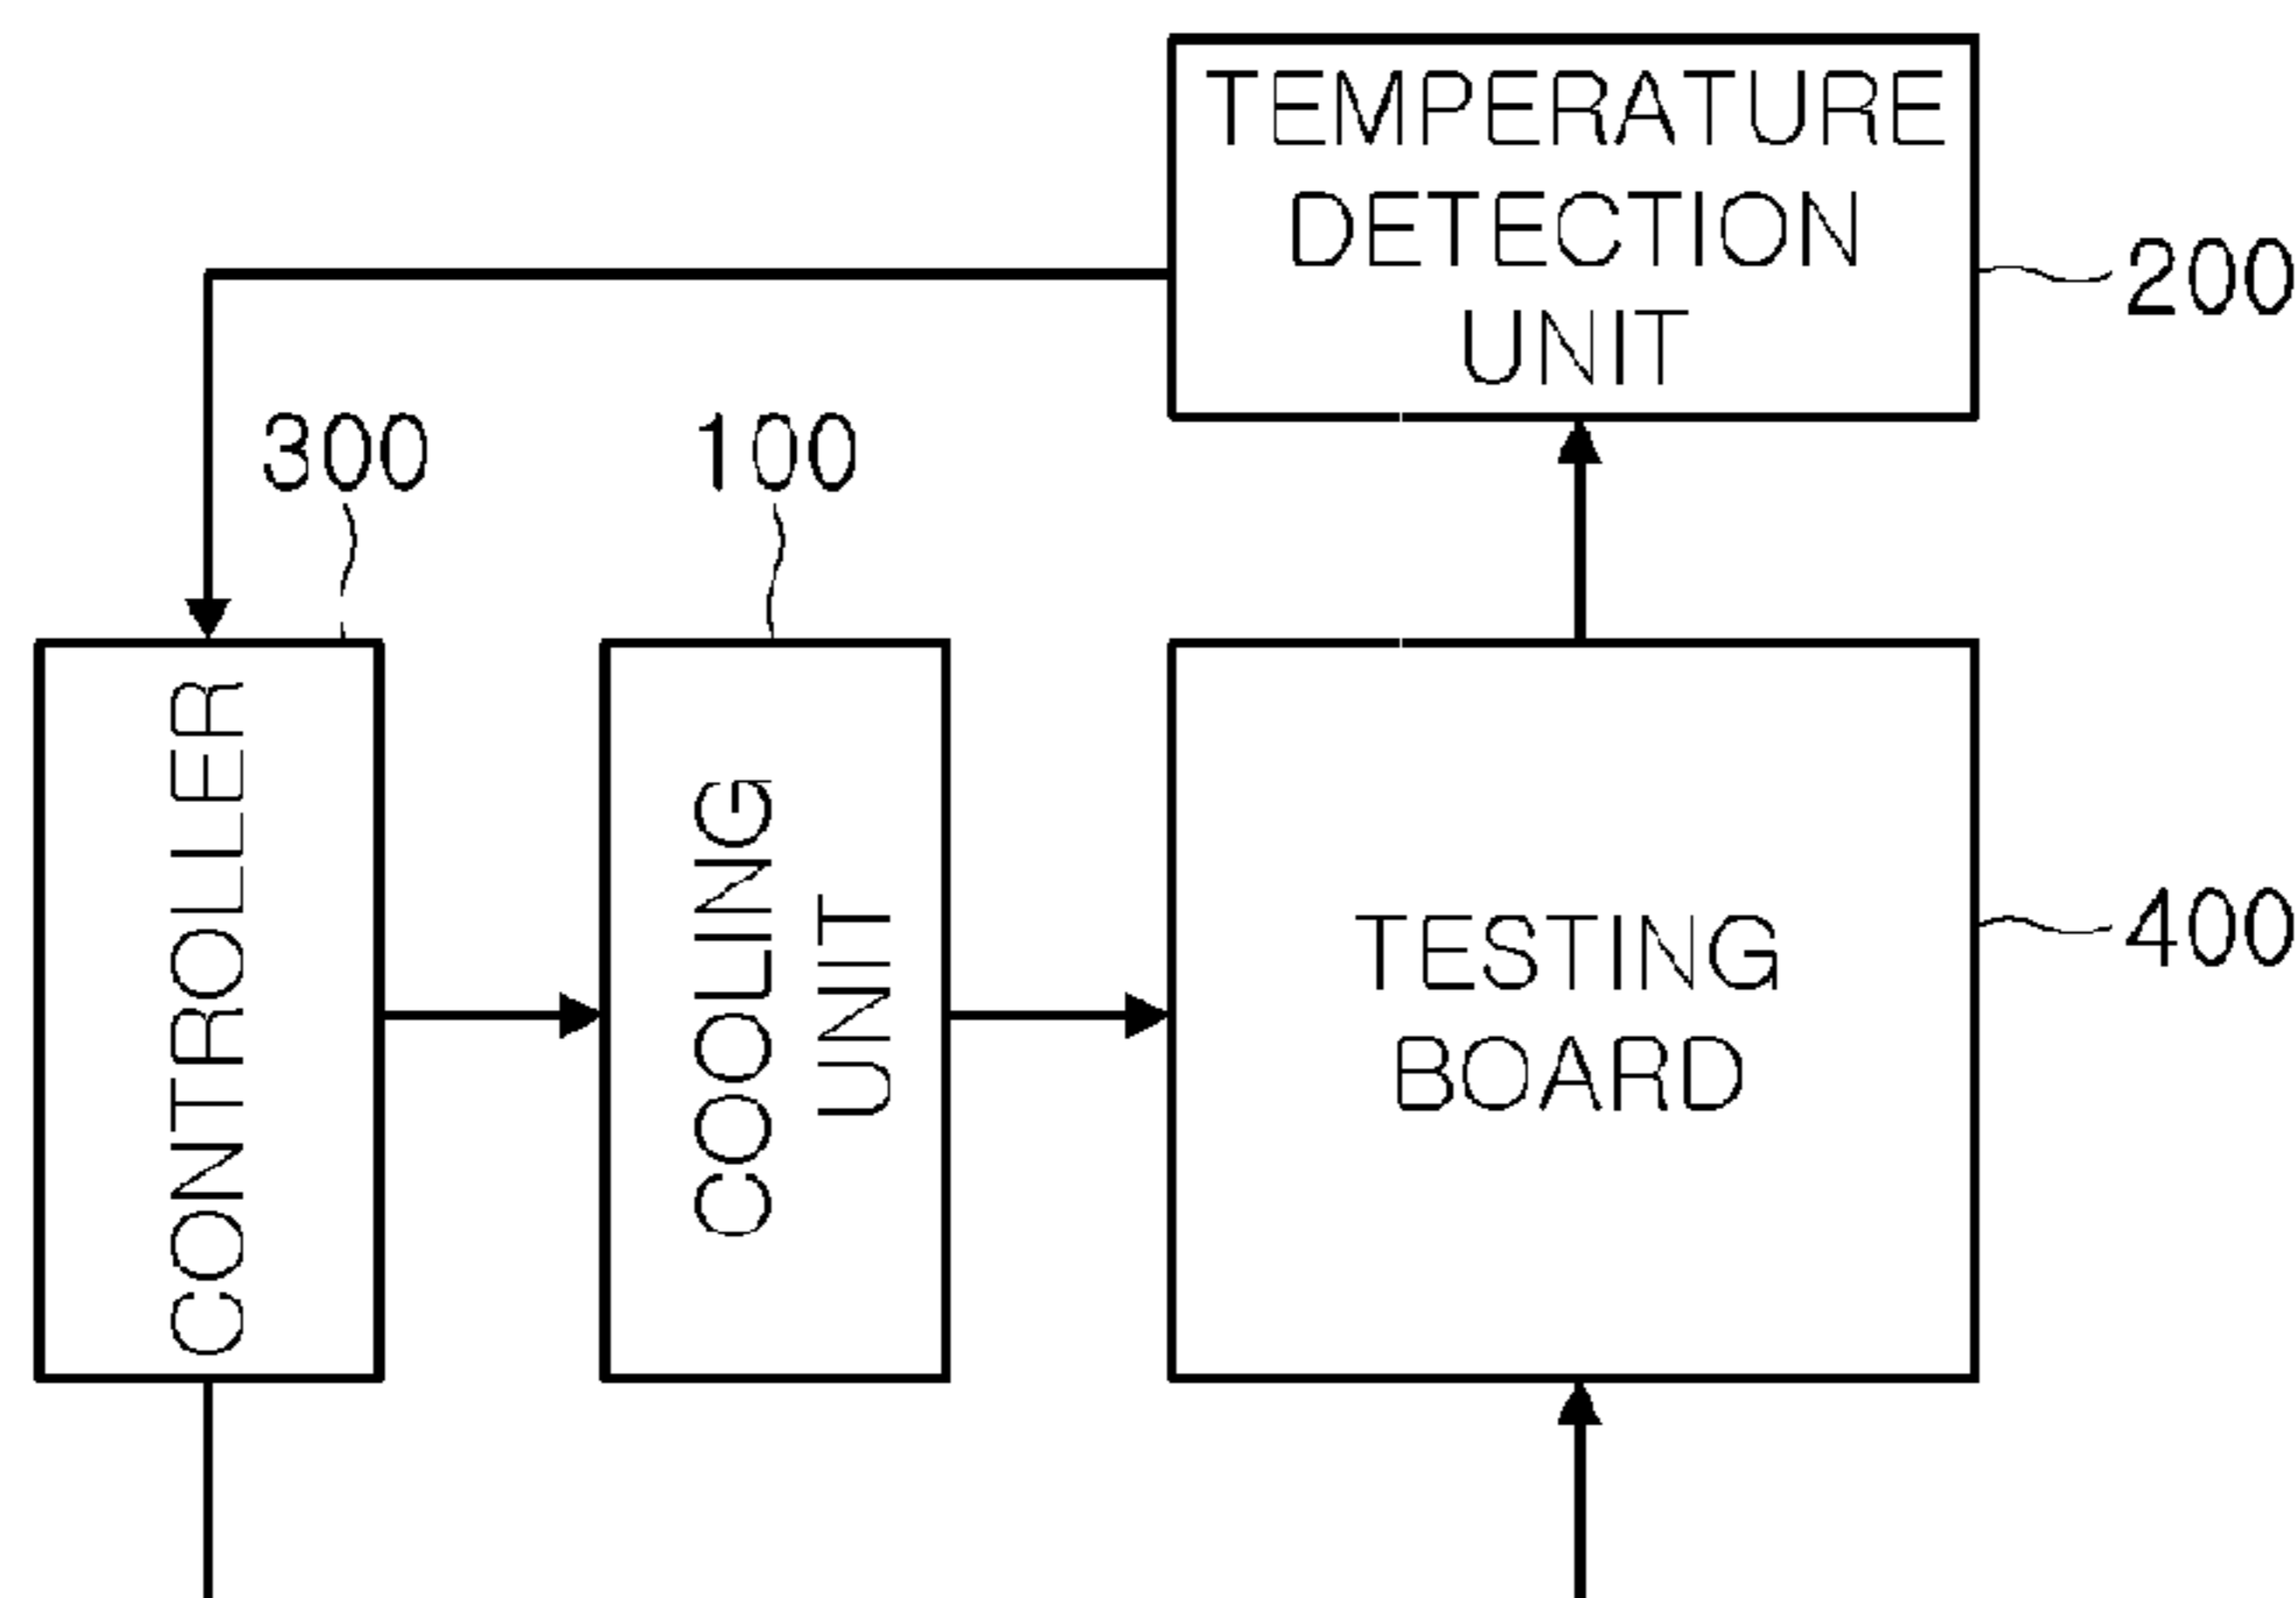 TEMPERATURE
DETECTION
UNIT
200
300
100
CONTROLLER
COOLING
UNIT
TESTING
BOARD
400